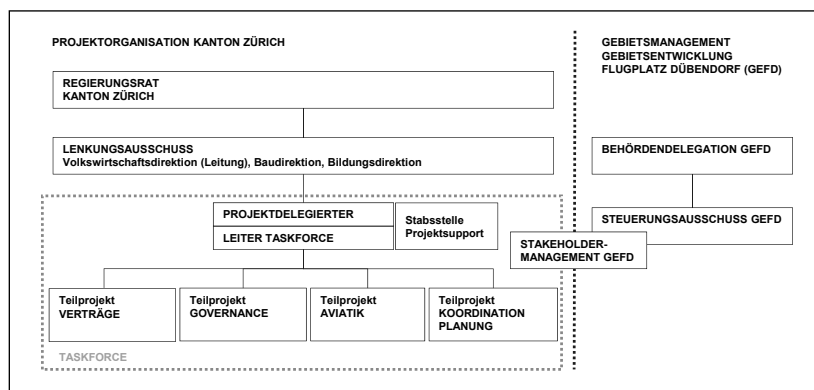 PROJEKTORGANISATION KANTON ZÜRICH
REGIERUNGSRAT
KANTON ZÜRICH
LENKUNGSAUSSCHUSS
Volkswirtschaftsdirektion (Leitung), Baudirektion, Bildungsdirektion
PROJEKTDELEGIERTER
LEITER TASKFORCE
Stabsstelle
Projektsupport
Teilprojekt
VERTRÄGE
Teilprojekt
GOVERNANCE
Teilprojekt
AVIATIK
Teilprojekt
KOORDINATION
PLANUNG
TASKFORCE
GEBIETSMANAGEMENT
GEBIETSENTWICKLUNG
FLUGPLATZ DÜBENDORF (GEFD)
BEHÖRDENDELEGATION GEFD
STEUERUNGSAUSSCHUSS GEFD
STAKEHOLDER-
MANAGEMENT GEFD